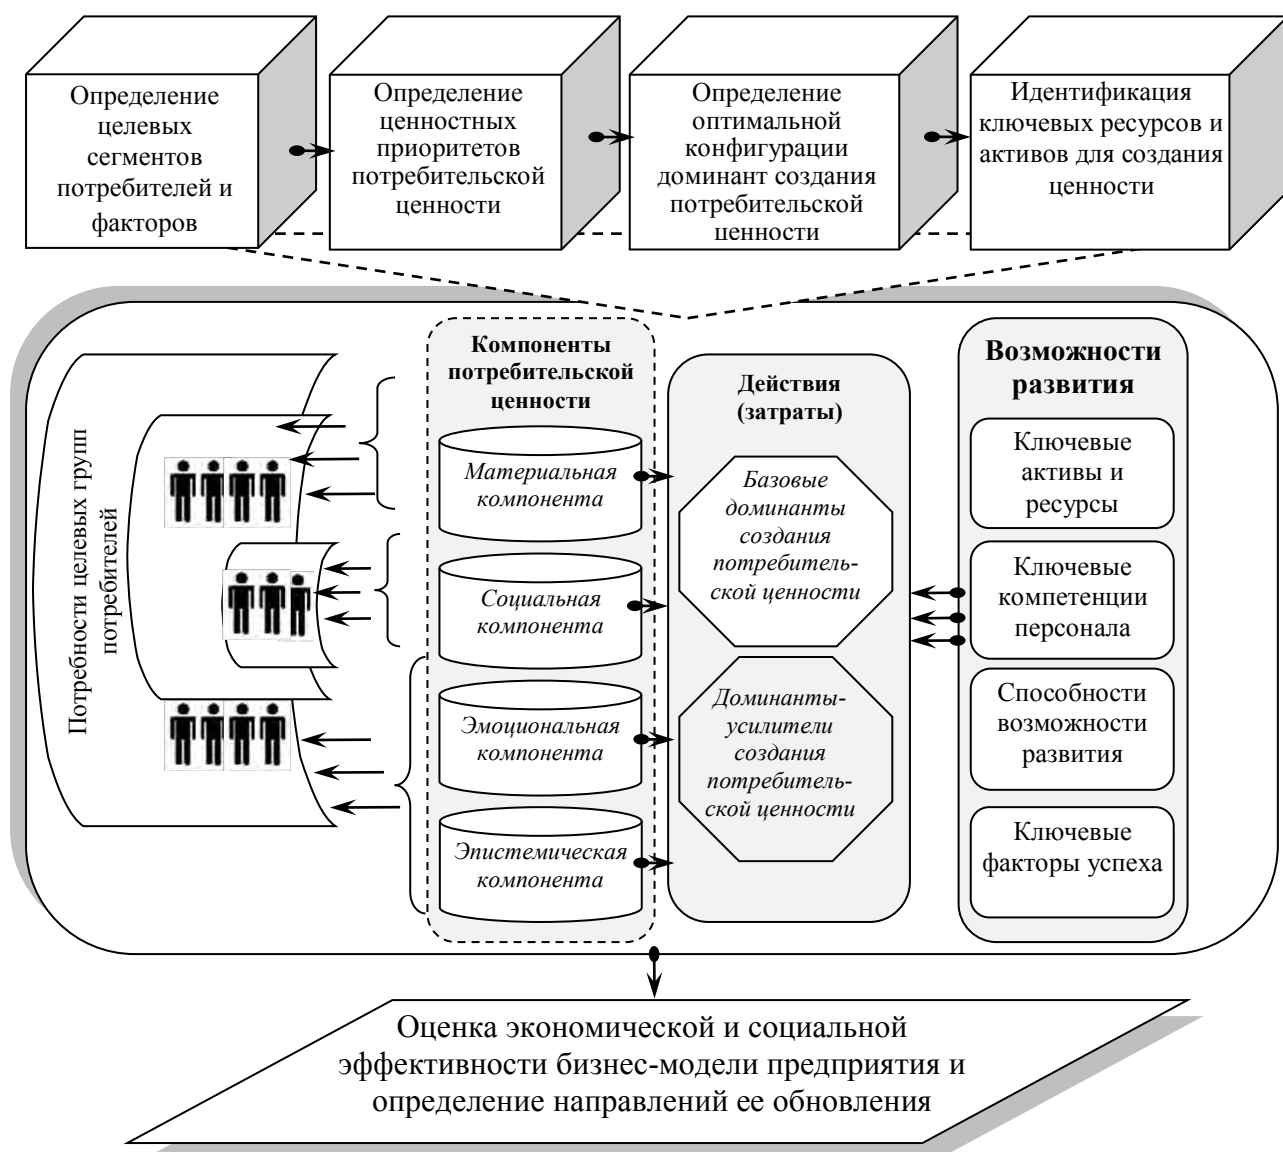 Определение
целевых
сегментов
потребителей и
факторов
Определение
ценностных
приоритетов
потребительской
ценности
Определение
оптимальной
конфигурации
доминант создания
потребительской
ценности
Идентификация
ключевых ресурсов и
активов для создания
ценности
Потребности целевых групп
потребителей
Компоненты
потребительской
ценности
Материальная
компонента
Социальная
компонента
Эмоциональная
компонента
Эпистемическая
компонента
Действия
(затраты)
Базовые
доминанты
создания
потребитель-
ской ценности
Доминанты-
усилители
создания
потребитель-
ской ценности
Возможности
развития
Ключевые
активы и
ресурсы
Ключевые
компетенции
персонала
Способности
возможности
развития
Ключевые
факторы успеха
Оценка экономической и социальной
эффективности бизнес-модели предприятия и
определение направлений ее обновления